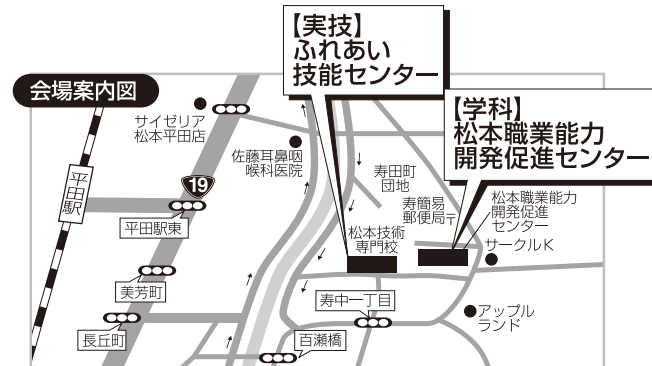 会場案内図
【実技】
ふれあい
技能センター
【学科】
松本職業能力
開発促進センター
サイゼリア
松本平田店
佐藤耳鼻咽
喉科医院
寿田町
団地
寿簡易
郵便局〒
松本職業能力
開発促進
センター
平田駅
19
平田駅東
松本技術
専門校
サークルK
美芳町
寿中一丁目
アップル
ランド
長丘町
百瀬橋